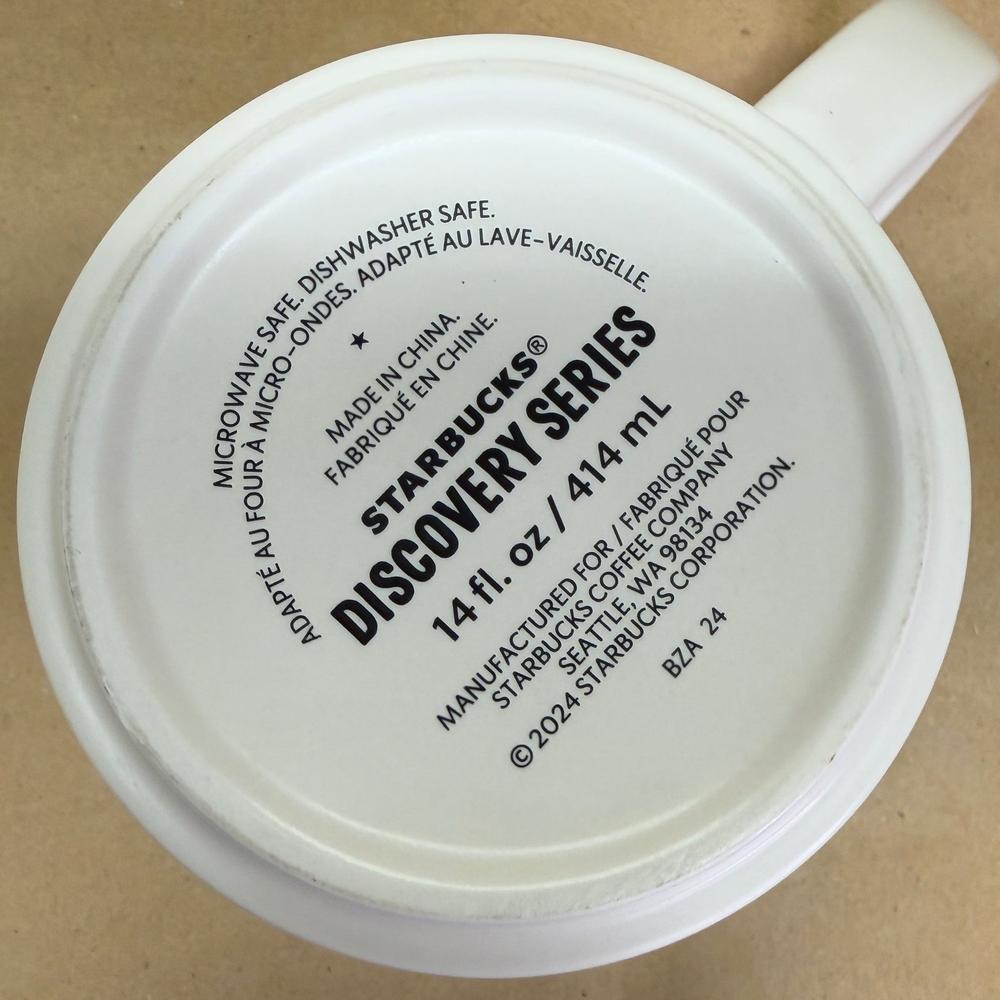 MICROWAVE SAFE. DISHWASHER SAFE.
ADAPTÉ AU FOUR À MICRO-ONDES. ADAPTÉ AU LAVE-VAISSELLE.
MADE IN CHINA.
FABRIQUÉ EN CHINE.
STARBUCKS®
DISCOVERY SERIES
14 fl. oz / 414 mL
MANUFACTURED FOR / FABRIQUÉ POUR
STARBUCKS COFFEE COMPANY
SEATTLE, WA 98134
©2024 STARBUCKS CORPORATION.
BZA 24